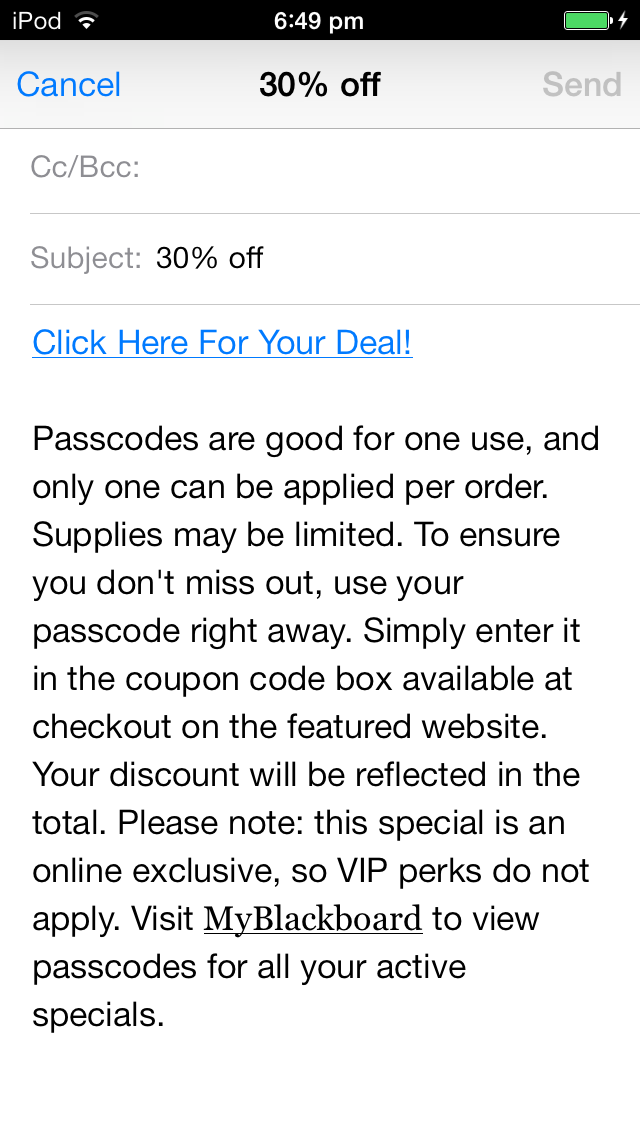 iPod 6:49 pm
Cancel 30% off Send
Cc/Bcc:
Subject: 30% off
Click Here For Your Deal!
Passcodes are good for one use, and
only one can be applied per order.
Supplies may be limited. To ensure
you don't miss out, use your
passcode right away. Simply enter it
in the coupon code box available at
checkout on the featured website.
Your discount will be reflected in the
total. Please note: this special is an
online exclusive, so VIP perks do not
apply. Visit MyBlackboard to view
passcodes for all your active
specials.